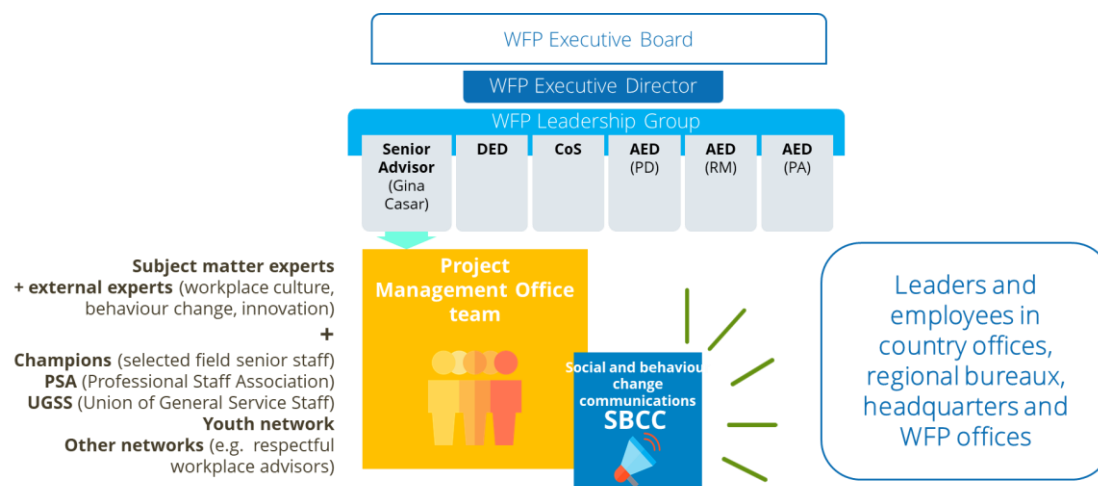 WFP Executive Board
WFP Executive Director
WFP Leadership Group
Senior
Advisor
(Gina
Casar)
DED
CoS
AED
(PD)
AED
(RM)
AED
(PA)
Subject matter experts
+ external experts (workplace culture,
behaviour change, innovation)
+
Champions (selected field senior staff)
PSA (Professional Staff Association)
UGSS (Union of General Service Staff)
Youth network
Other networks (e.g. respectful
workplace advisors)
Project
Management Office
team
Social and behaviour
change
communications
SBCC
Leaders and
employees in
country offices,
regional bureaux,
headquarters and
WFP offices